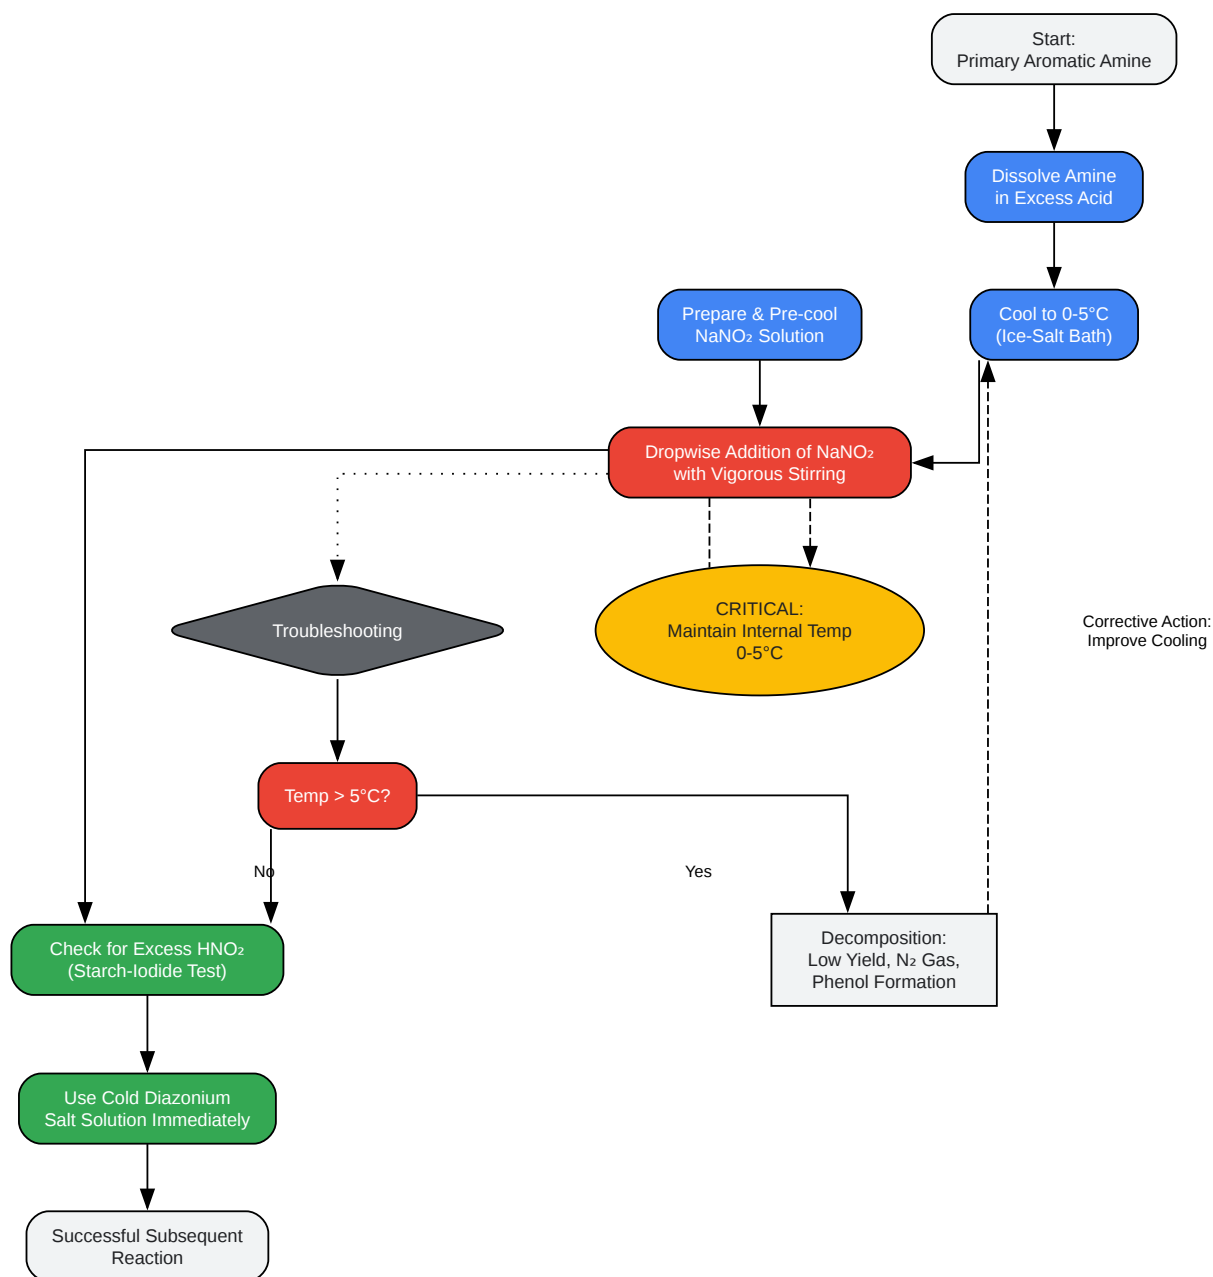 Start:
Primary Aromatic Amine
Dissolve Amine
in Excess Acid
Prepare & Pre-cool
NaNO₂ Solution
Cool to 0-5°C
(Ice-Salt Bath)
Dropwise Addition of NaNO₂
with Vigorous Stirring
Troubleshooting
CRITICAL:
Maintain Internal Temp
0-5°C
Corrective Action:
Improve Cooling
Temp > 5°C?
No
Yes
Check for Excess HNO₂
(Starch-Iodide Test)
Decomposition:
Low Yield, N₂ Gas,
Phenol Formation
Use Cold Diazonium
Salt Solution Immediately
Successful Subsequent
Reaction